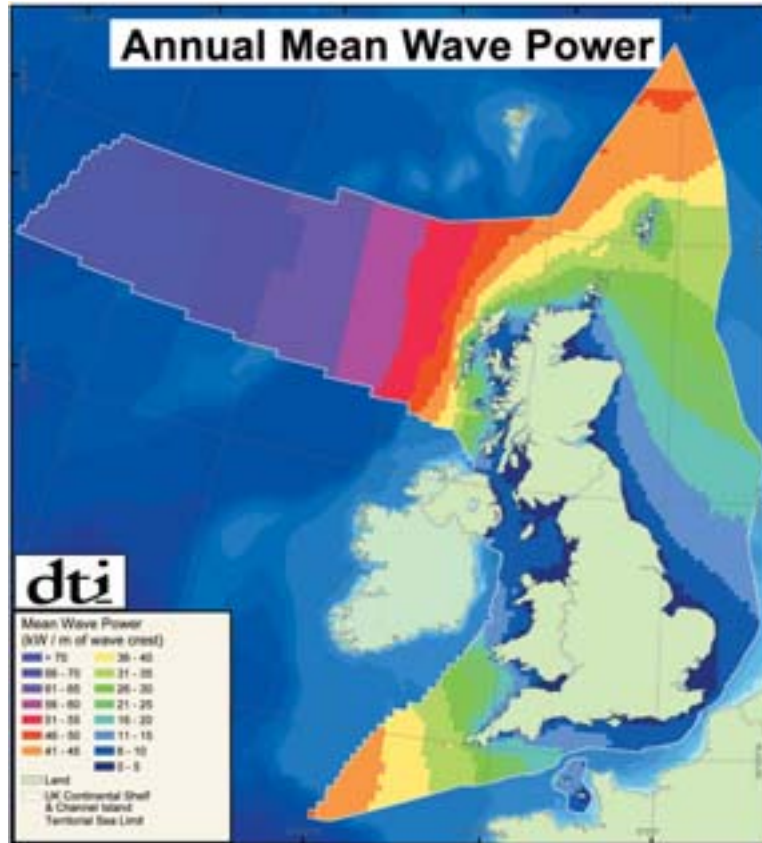 Annual Mean Wave Power
dti
Mean Wave Power
(kW / m of wave crest)
> 70
66 - 70
61 - 65
56 - 60
51 - 55
46 - 50
41 - 45
36 - 40
31 - 35
26 - 30
21 - 25
16 - 20
11 - 15
6 - 10
0 - 5
Land
UK Continental Shelf
& Channel Island
Territorial Sea Limit